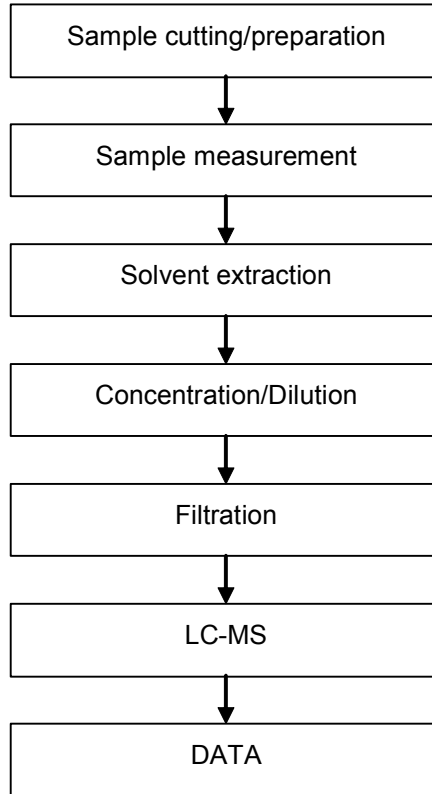 Sample cutting/preparation
Sample measurement
Solvent extraction
Concentration/Dilution
Filtration
LC-MS
DATA